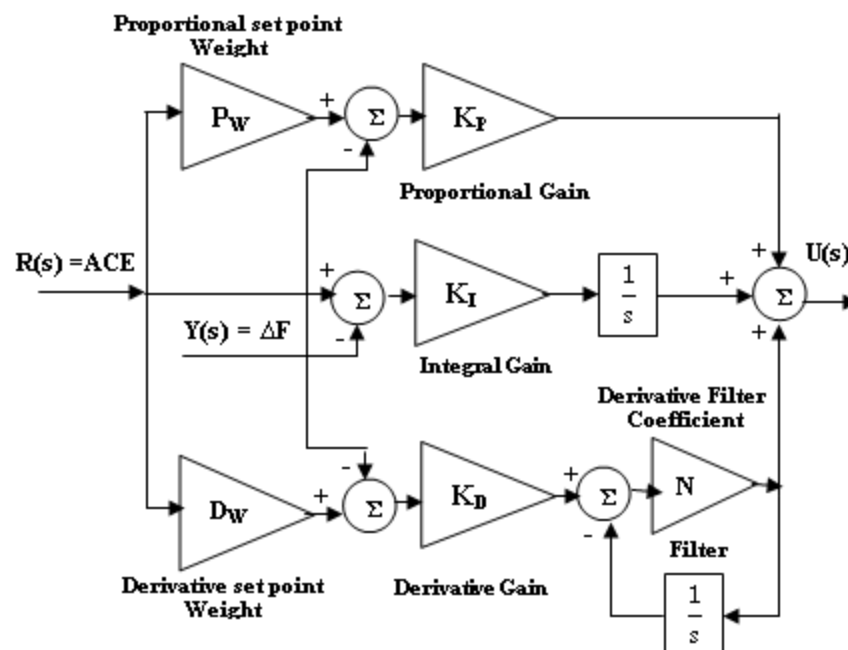 Proportional set point
Weight
P_W
+
Σ
-
K_P
Proportional Gain
R(s) =ACE
+
Σ
-
K_I
1
s
+
+
Σ
+
U(s)
Y(s) = ΔF
Integral Gain
Derivative Filter
Coefficient
D_W
+
-
Σ
K_D
+
Σ
-
N
Filter
Derivative set point
Weight
Derivative Gain
1
s